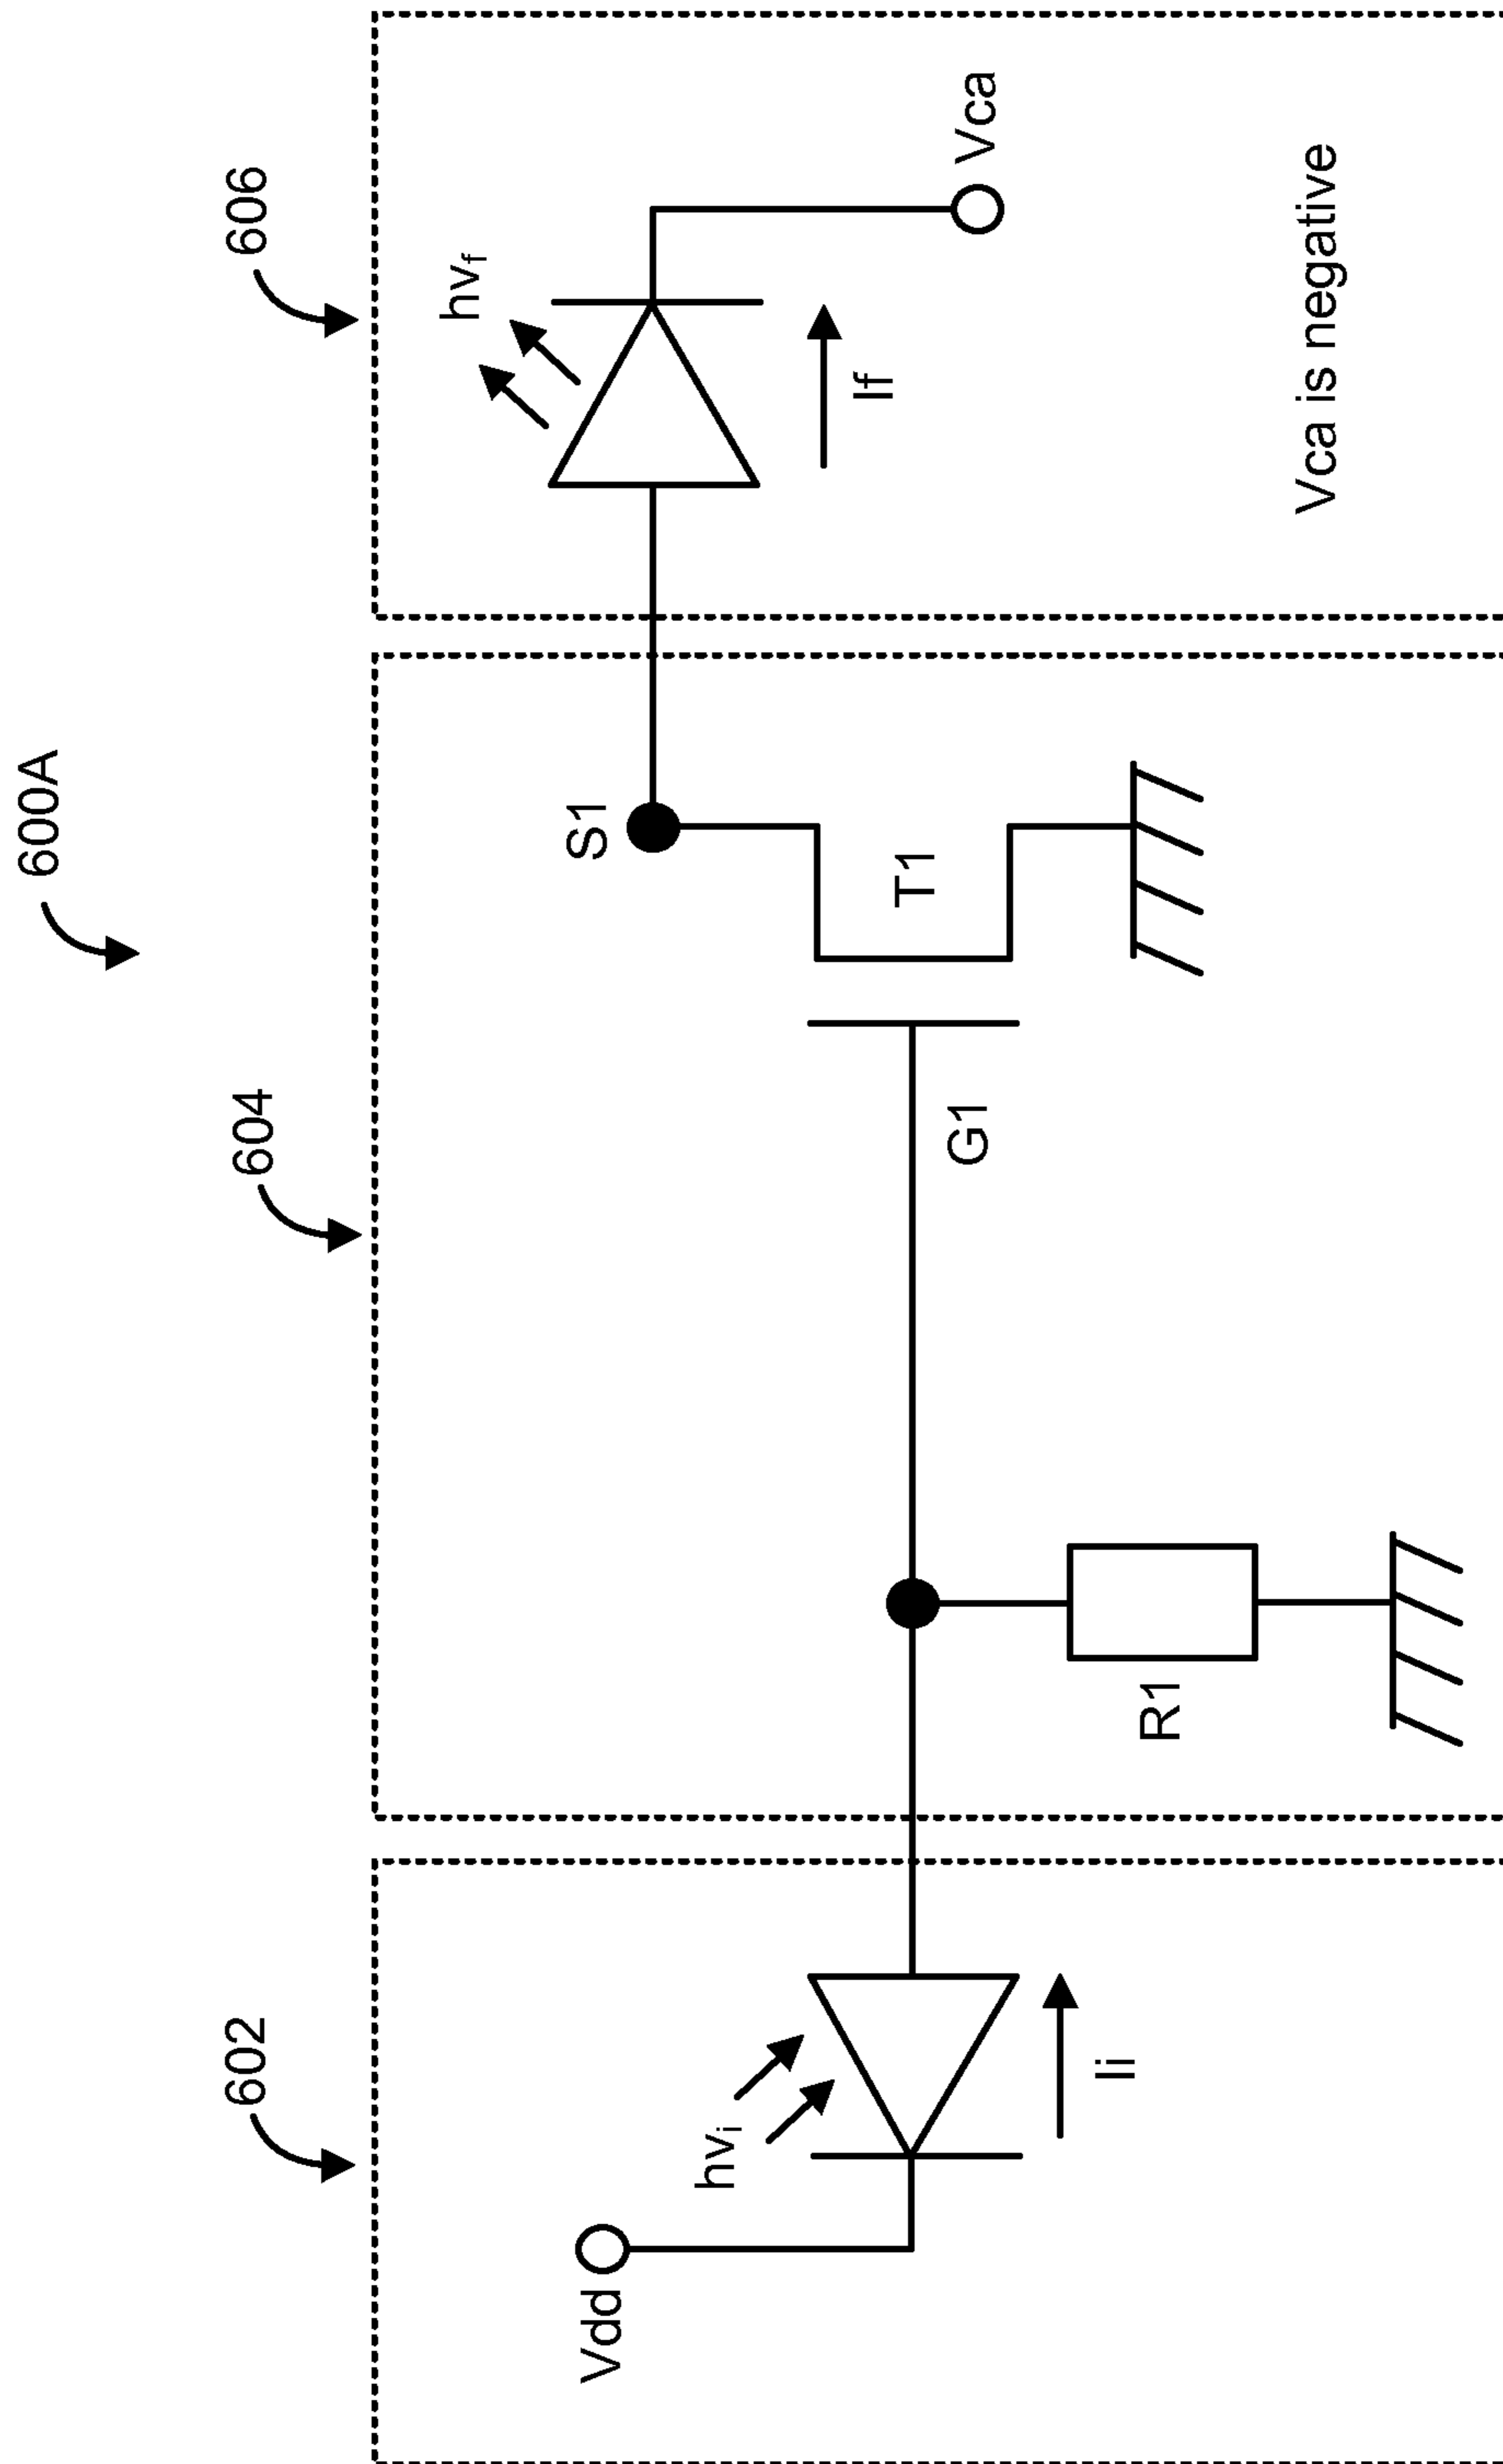 600A
602
604
606
Vdd
hvi
Ii
R1
G1
S1
T1
hvf
If
Vca
Vca is negative